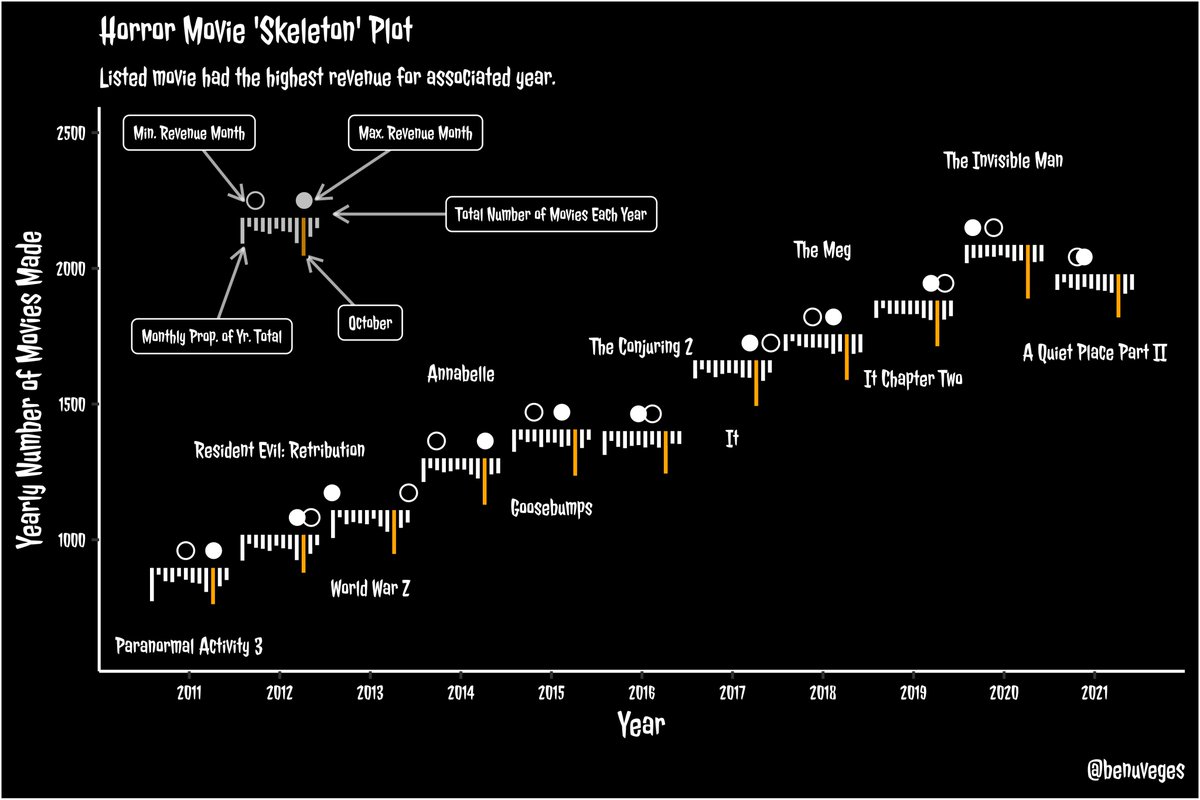 Horror Movie 'Skeleton' Plot
Listed movie had the highest revenue for associated year.
Yearly Number of Movies Made
2500
2000
1500
1000
Min. Revenue Month
Max. Revenue Month
Total Number of Movies Each Year
Monthly Prop. of Yr. Total
October
The Invisible Man
The Meg
The Conjuring 2
A Quiet Place Part II
Annabelle
It Chapter Two
It
Resident Evil: Retribution
Goosebumps
World War Z
Paranormal Activity 3
2011
2012
2013
2014
2015
2016
2017
2018
2019
2020
2021
Year
@benuveges